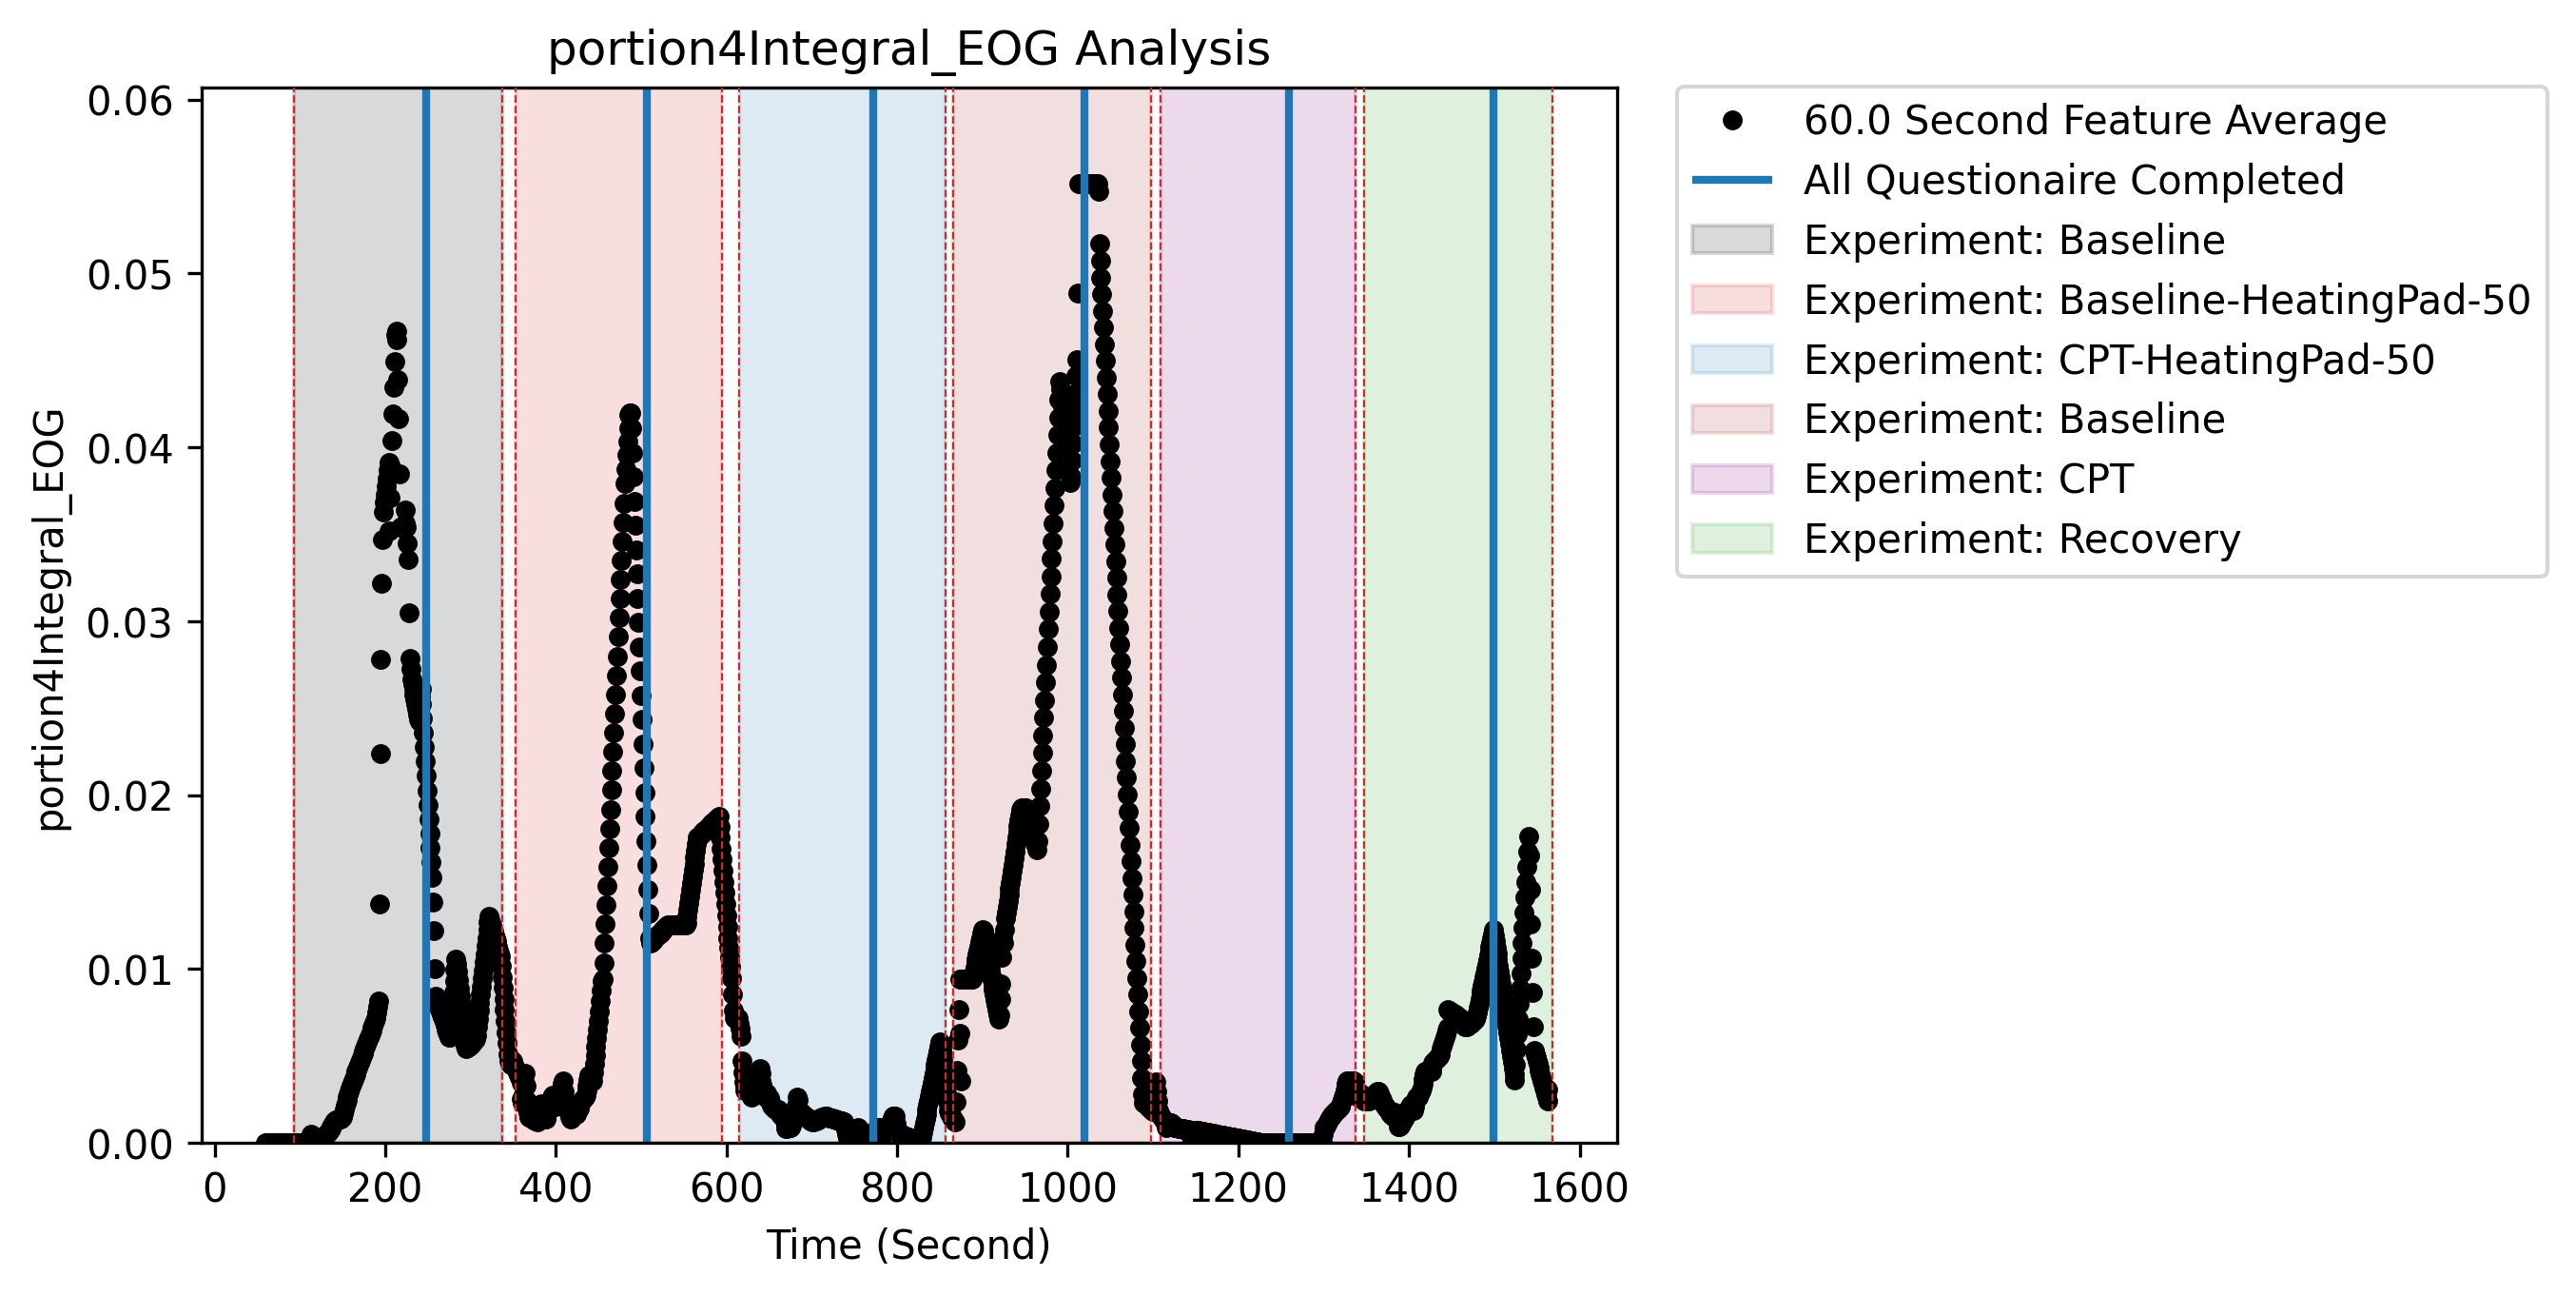 portion4Integral_EOG Analysis
0.06
0.05
0.04
0.03
0.02
0.01
0.00
portion4Integral_EOG
0 200 400 600 800 1000 1200 1400 1600
Time (Second)
60.0 Second Feature Average
All Questionaire Completed
Experiment: Baseline
Experiment: Baseline-HeatingPad-50
Experiment: CPT-HeatingPad-50
Experiment: Baseline
Experiment: CPT
Experiment: Recovery